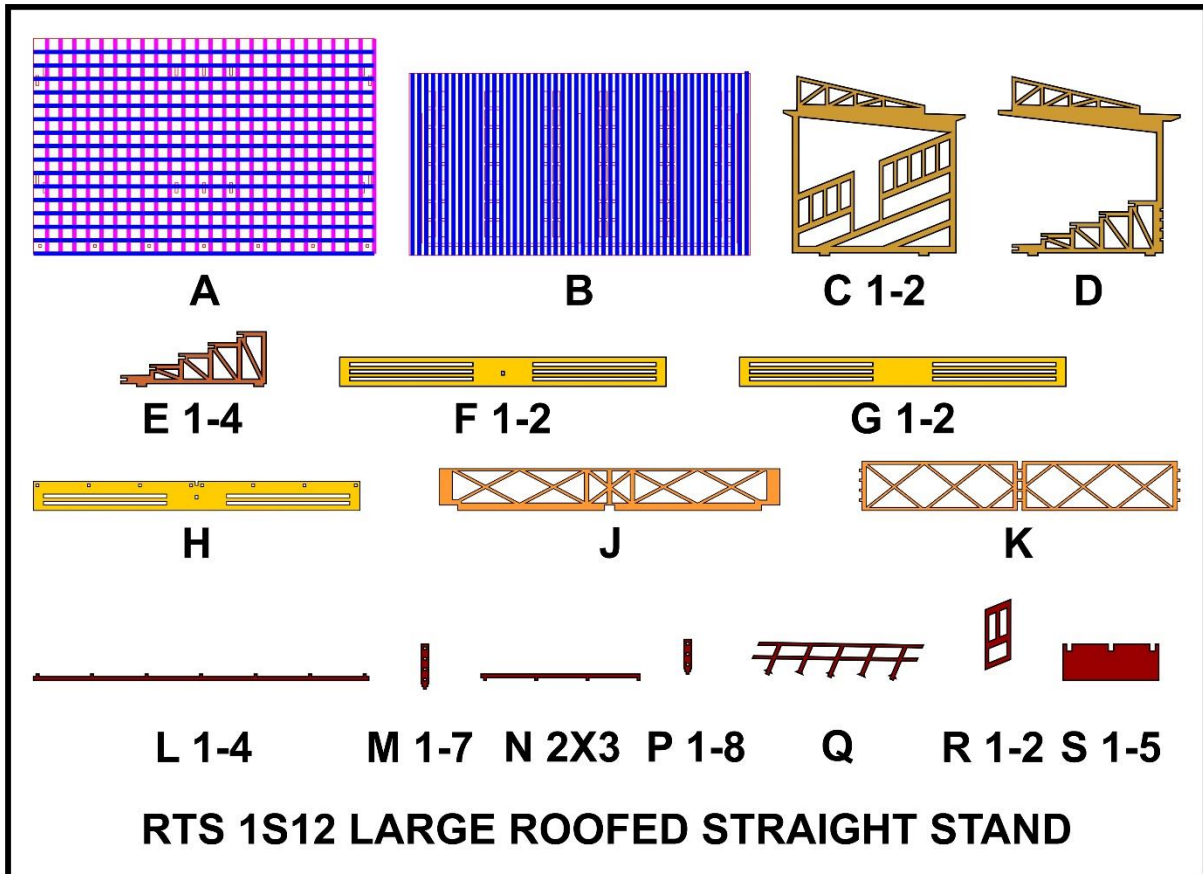 A B C 1-2 D
E 1-4 F 1-2 G 1-2
H J K
L 1-4 M 1-7 N 2X3 P 1-8 Q R 1-2 S 1-5
RTS 1S12 LARGE ROOFED STRAIGHT STAND